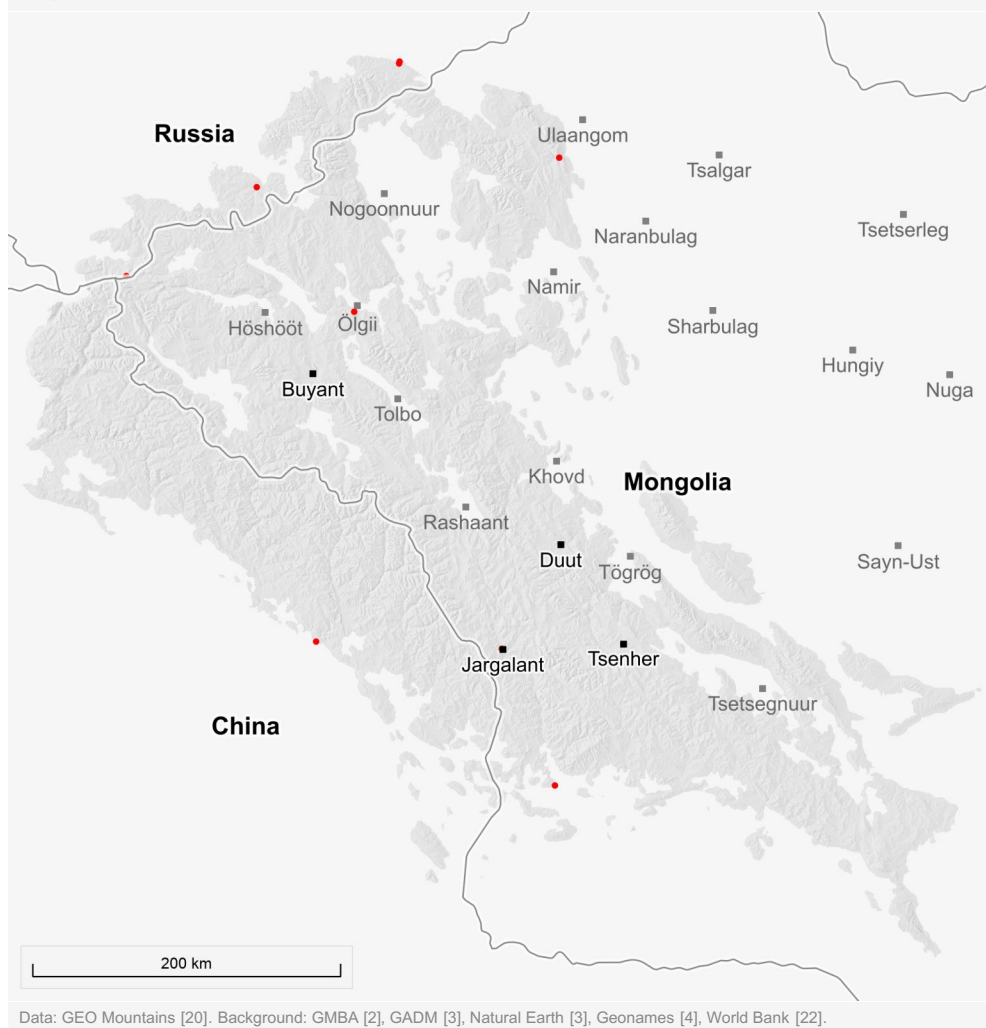 Russia
Ulaangom
Tsalgar
Nogoonnuur
Naranbulag
Tsetserleg
Namir
Höshööt
Ölgii
Sharbulag
Hungiy
Nuga
Buyant
Tolbo
Khovd
Mongolia
Rashaant
Duut
Tögrög
Sayn-Ust
Jargalant
Tsenher
Tsetsegnuur
China
200 km
Data: GEO Mountains [20]. Background: GMBA [2], GADM [3], Natural Earth [3], Geonames [4], World Bank [22].